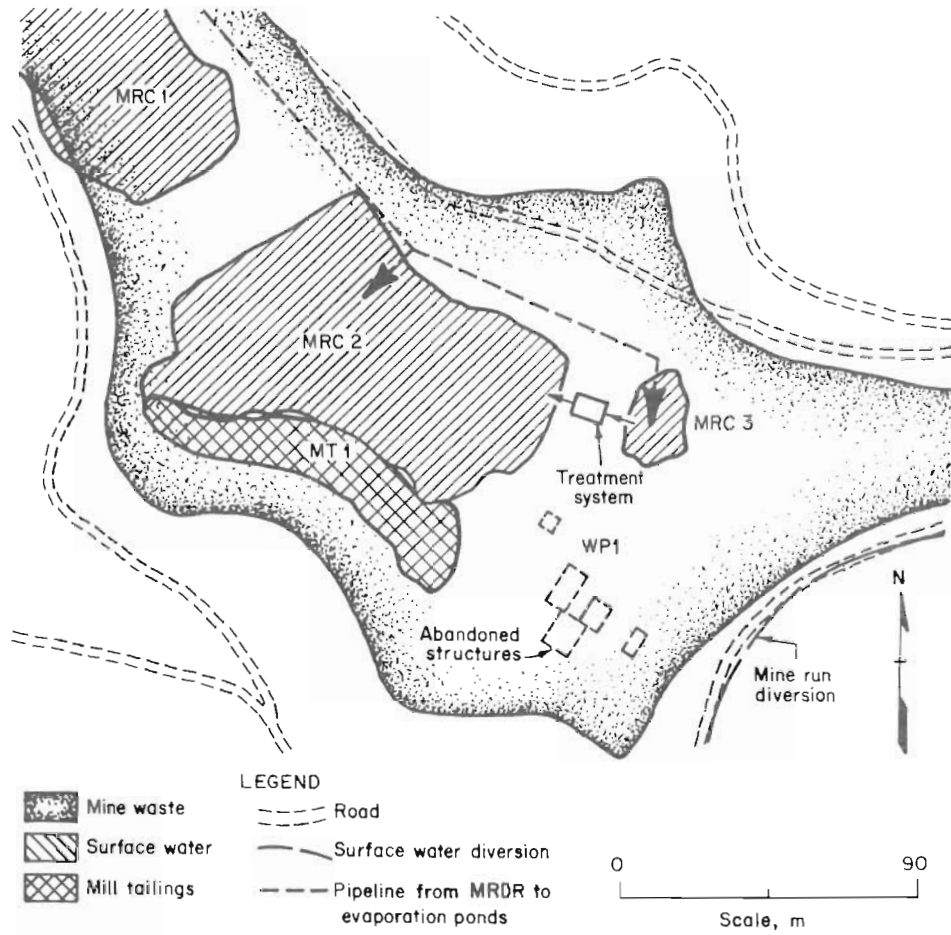 MRC 1
MRC 2
MT 1
MRC 3
Treatment
system
WP1
Abandoned
structures
N
Mine run
diversion
LEGEND
Mine waste
Surface water
Mill tailings
Road
Surface water diversion
Pipeline from MRDR to
evaporation ponds
0
90
Scale, m